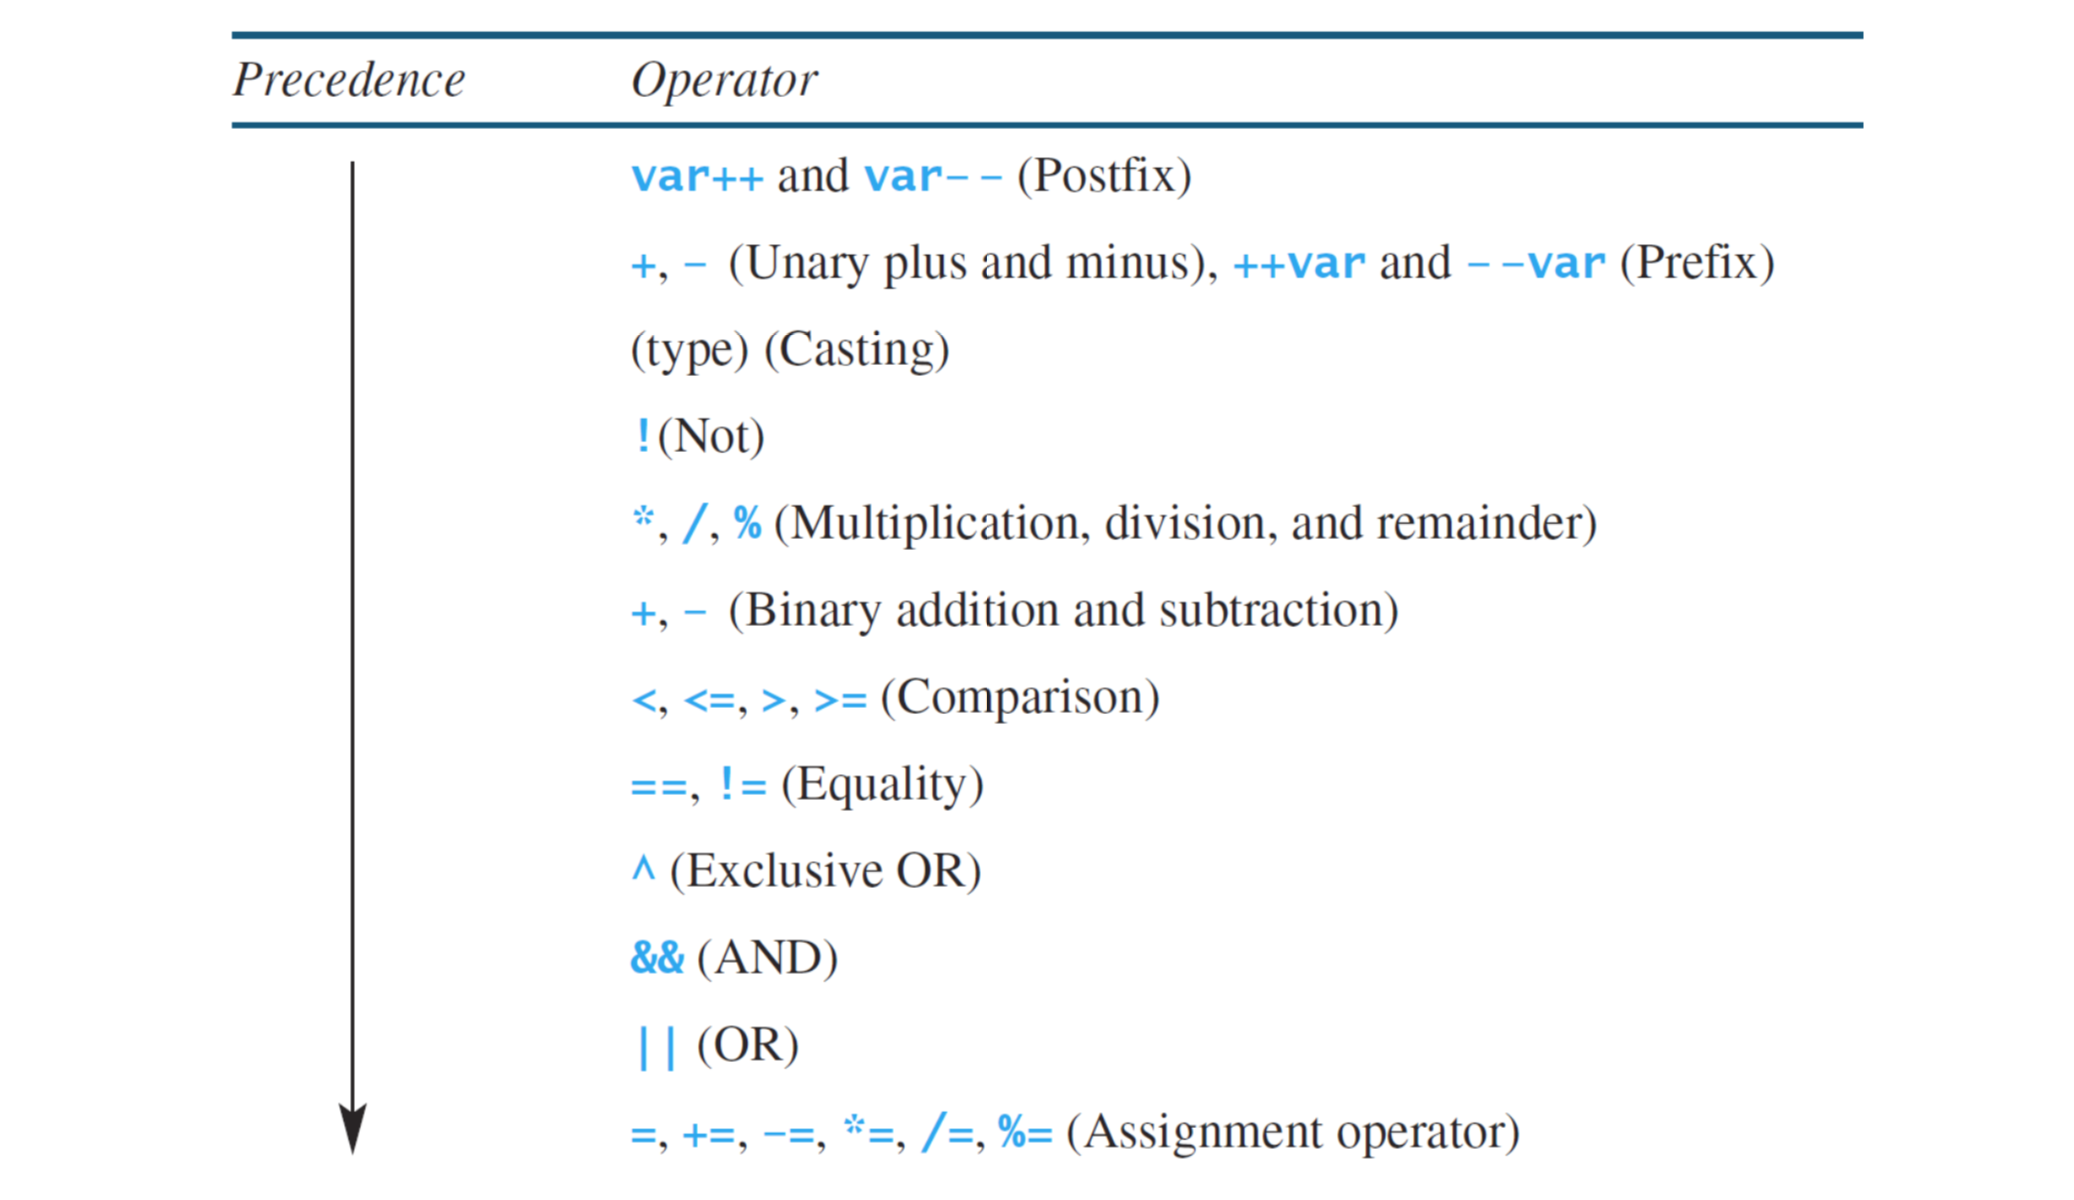 Precedence Operator
var++ and var-- (Postfix)
+, - (Unary plus and minus), ++var and --var (Prefix)
(type) (Casting)
!(Not)
*, /, % (Multiplication, division, and remainder)
+, - (Binary addition and subtraction)
<, <=, >, >= (Comparison)
==, != (Equality)
^ (Exclusive OR)
&& (AND)
|| (OR)
=, +=, -=, *=, /=, %= (Assignment operator)